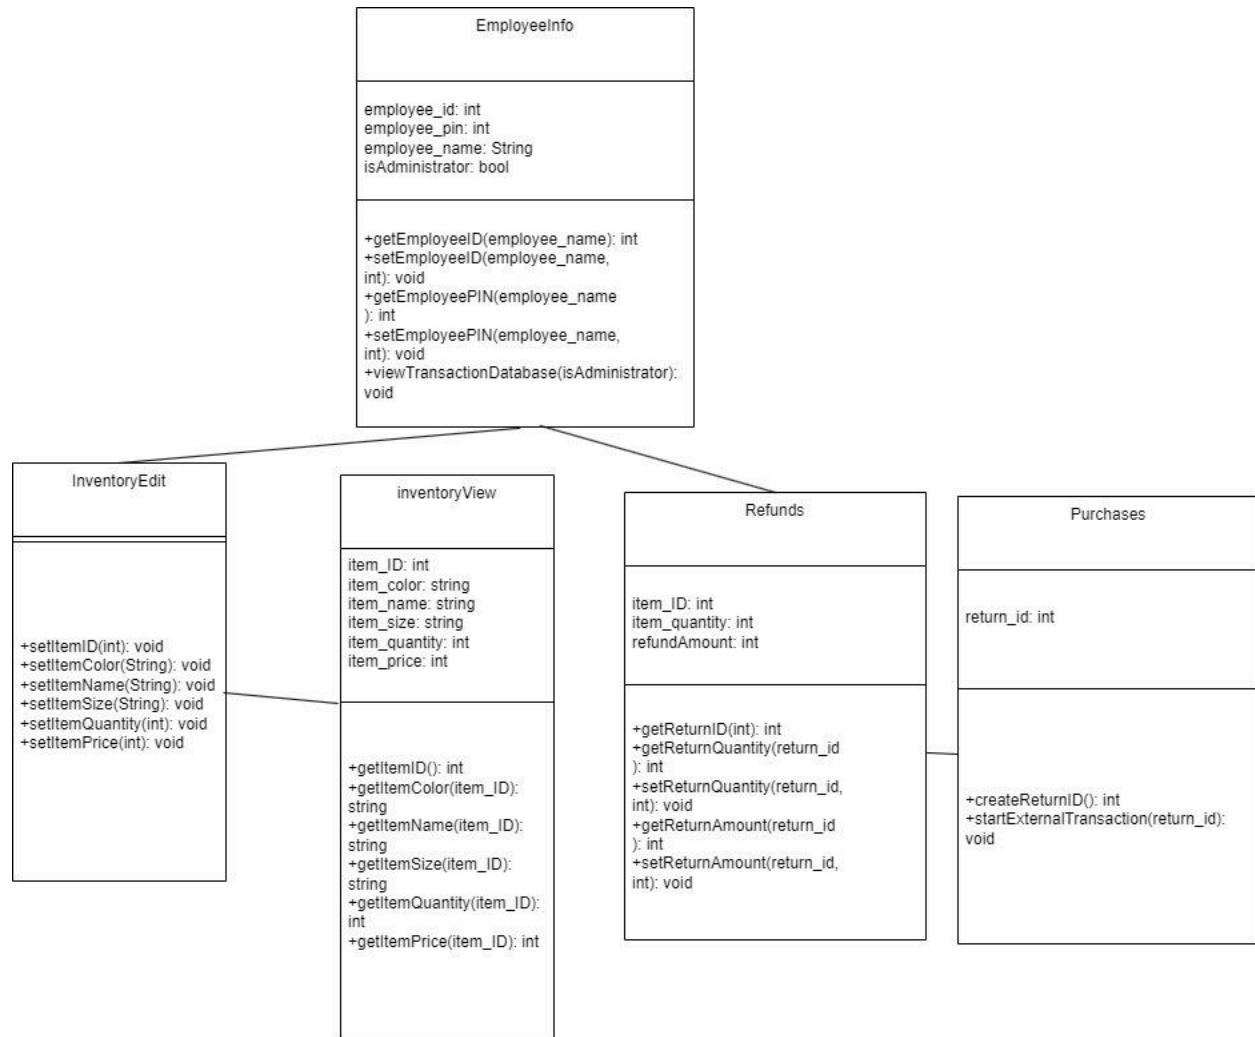 EmployeeInfo
employee_id: int
employee_pin: int
employee_name: String
isAdministrator: bool
+getEmployeeID(employee_name): int
+setEmployeeID(employee_name,
int): void
+getEmployeePIN(employee_name
): int
+setEmployeePIN(employee_name,
int): void
+viewTransactionDatabase(isAdministrator):
void
InventoryEdit
+setItemID(int): void
+setItemColor(String): void
+setItemName(String): void
+setItemSize(String): void
+setItemQuantity(int): void
+setItemPrice(int): void
inventoryView
item_ID: int
item_color: string
item_name: string
item_size: string
item_quantity: int
item_price: int
+getItemID(): int
+getItemColor(item_ID):
string
+getItemName(item_ID):
string
+getItemSize(item_ID):
string
+getItemQuantity(item_ID):
int
+getItemPrice(item_ID): int
Refunds
item_ID: int
item_quantity: int
refundAmount: int
+getReturnID(int): int
+getReturnQuantity(return_id
): int
+setReturnQuantity(return_id,
int): void
+getReturnAmount(return_id
): int
+setReturnAmount(return_id,
int): void
Purchases
return_id: int
+createReturnID(): int
+startExternalTransaction(return_id):
void